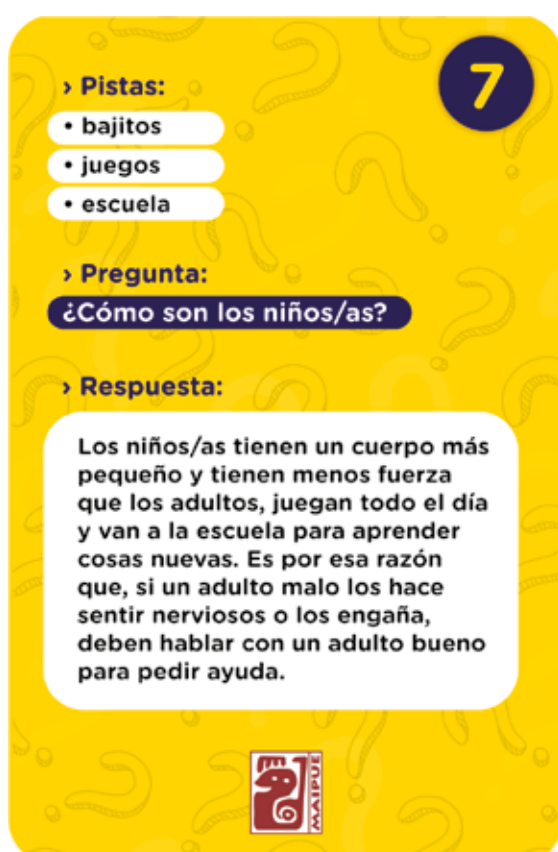 7
› Pistas:
• bajitos
• juegos
• escuela
› Pregunta:
¿Cómo son los niños/as?
› Respuesta:
Los niños/as tienen un cuerpo más
pequeño y tienen menos fuerza
que los adultos, juegan todo el día
y van a la escuela para aprender
cosas nuevas. Es por esa razón
que, si un adulto malo los hace
sentir nerviosos o los engaña,
deben hablar con un adulto bueno
para pedir ayuda.
MAIPUE